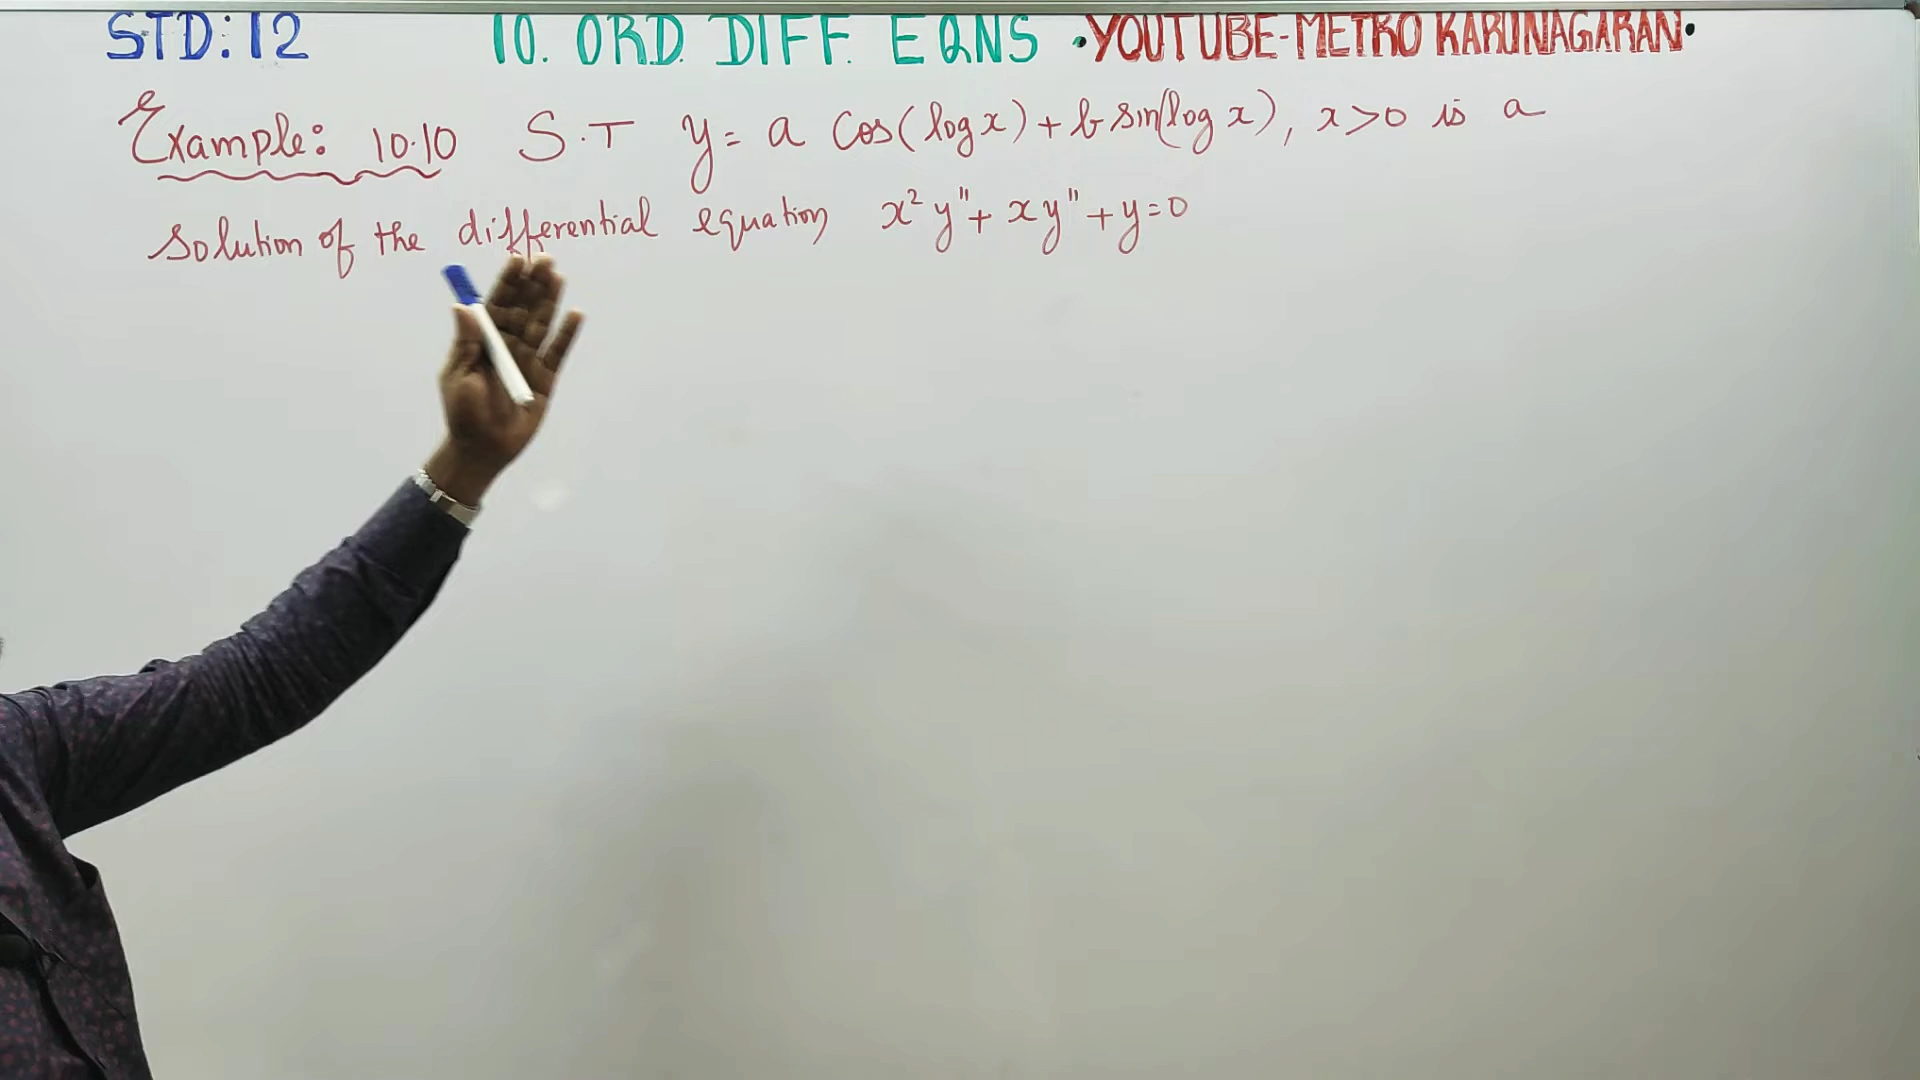 STD:12 10. ORD. DIFF. EQNS •YOUTUBE-METRO KARUNAGARAN•
Example: 10.10 S.T y = a cos(log x) + b sin(log x), x>0 is a
solution of the differential equation x² y" + x y" + y = 0